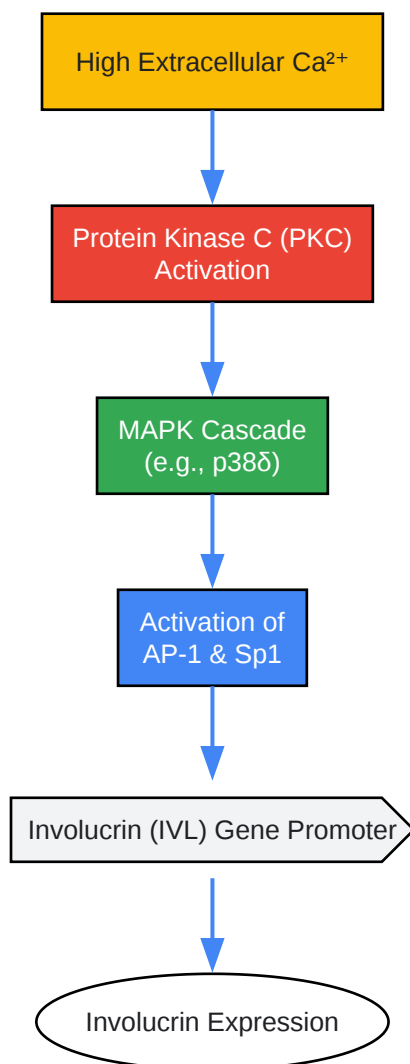 High Extracellular Ca²⁺
Protein Kinase C (PKC)
Activation
MAPK Cascade
(e.g., p38δ)
Activation of
AP-1 & Sp1
Involucrin (IVL) Gene Promoter
Involucrin Expression